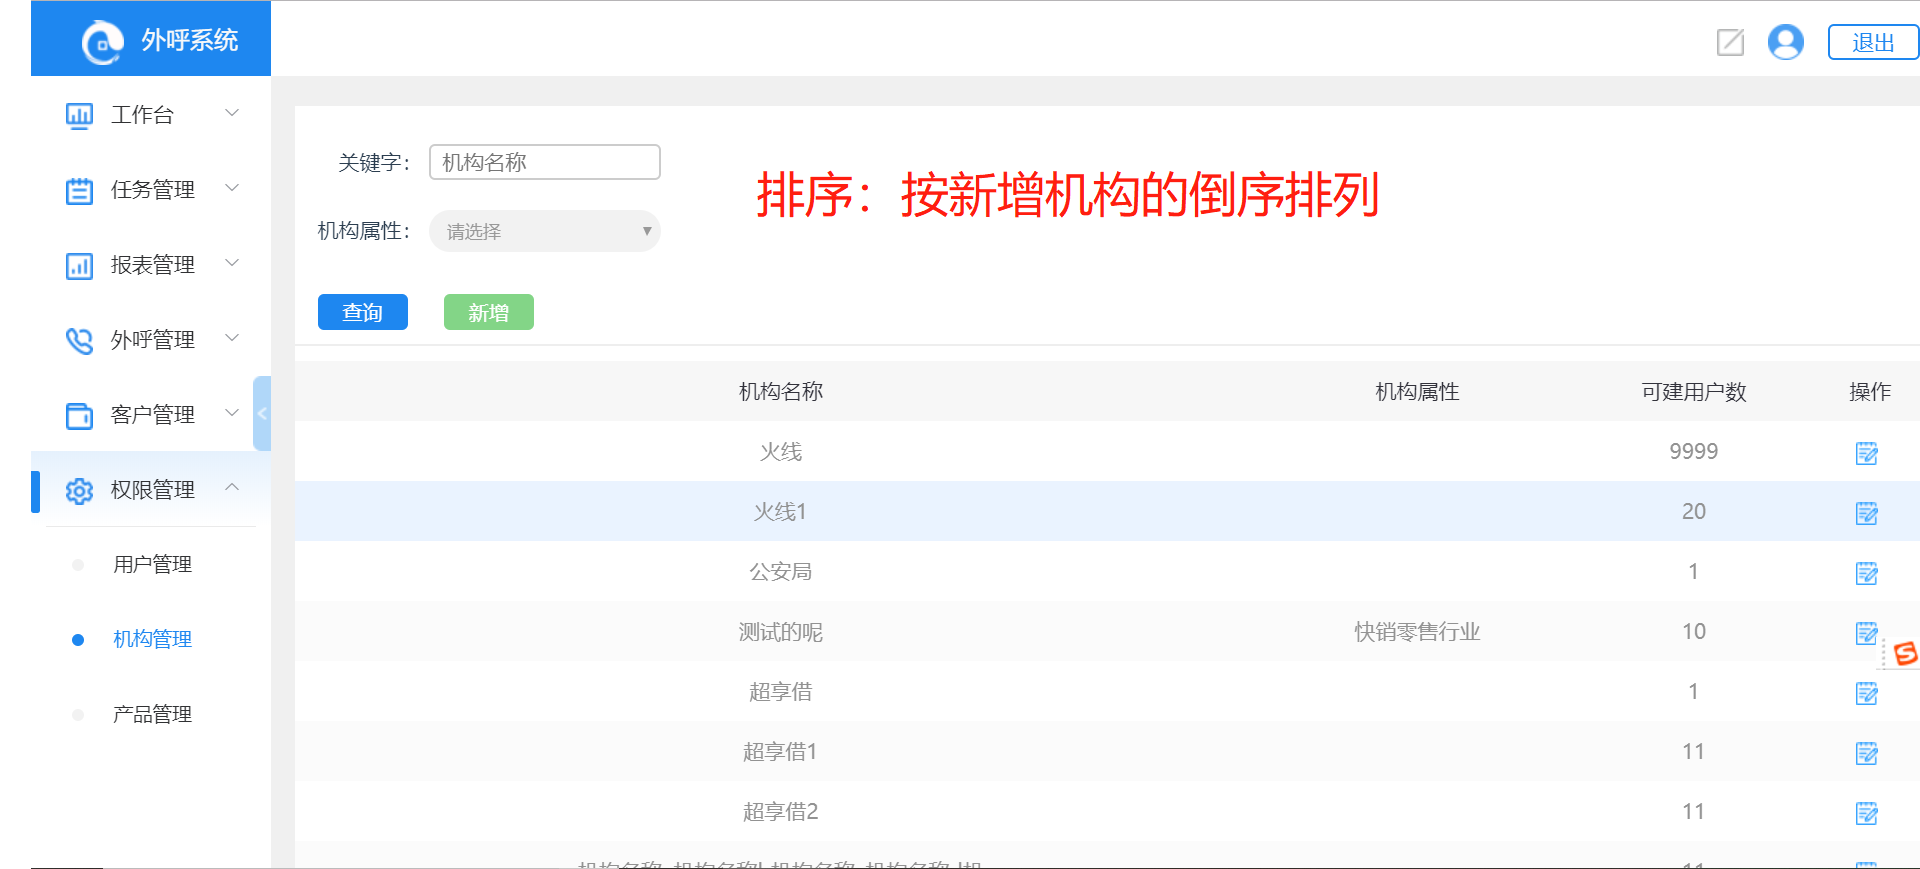 外呼系统
退出
工作台
任务管理
报表管理
外呼管理
客户管理
权限管理
用户管理
机构管理
产品管理
关键字：
机构名称
排序：按新增机构的倒序排列
机构属性：
请选择
查询
新增
机构名称 机构属性 可建用户数 操作
火线 9999
火线1 20
公安局 1
测试的呢 快销零售行业 10
超享借 1
超享借1 11
超享借2 11